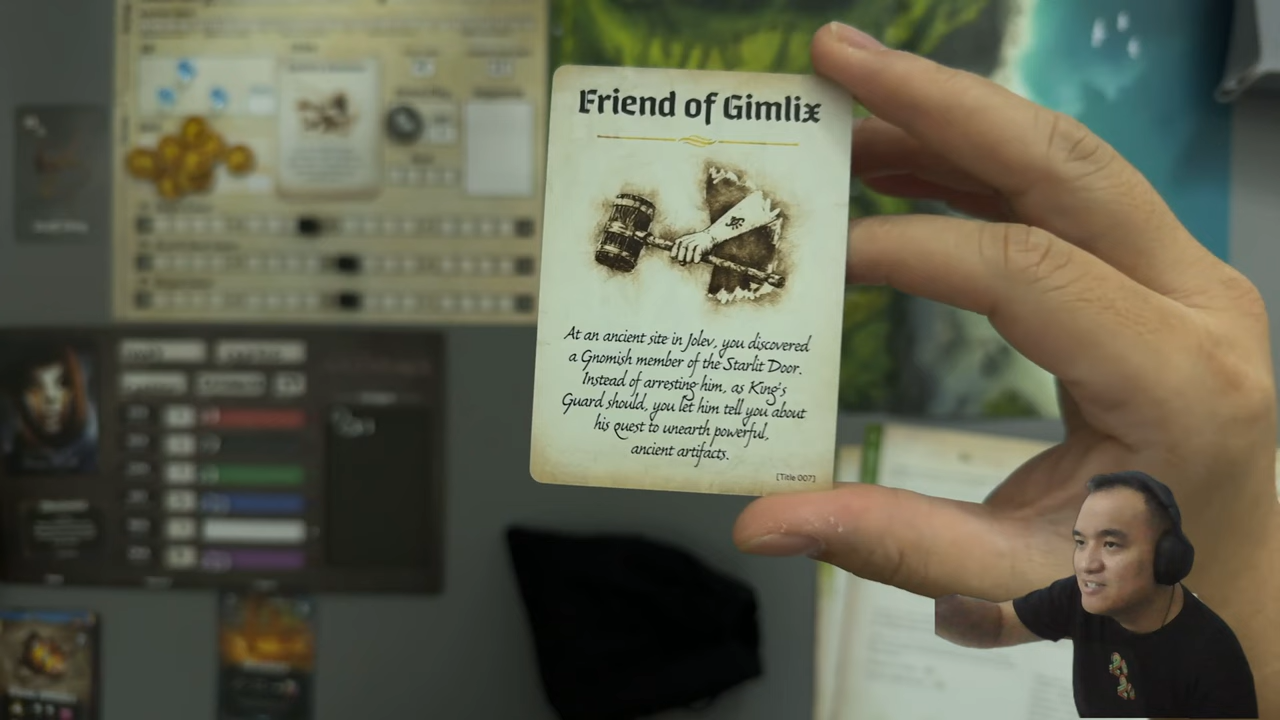 Friend of Gimlix
At an ancient site in Jolev, you discovered
a Gnomish member of the Starlit Door.
Instead of arresting him, as King's
Guard should, you let him tell you about
his quest to unearth powerful,
ancient artifacts.
[Title 007]